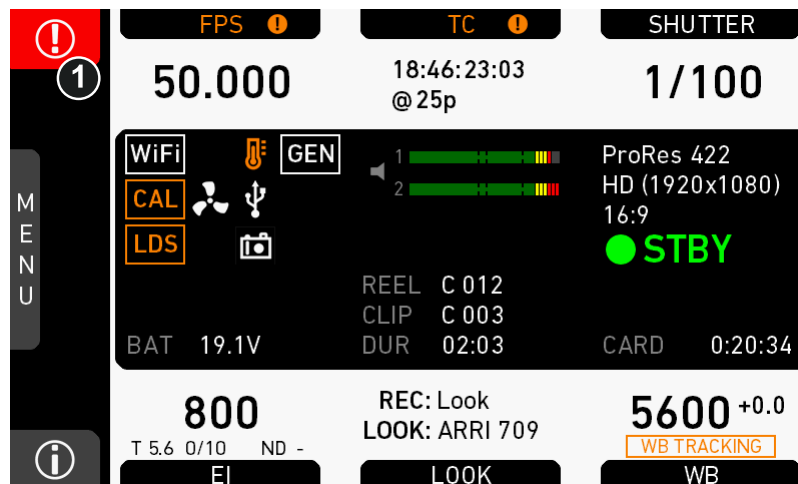 !
1
FPS !
50.000
TC !
18:46:23:03
@25p
SHUTTER
1/100
MENU
WiFi
GEN
CAL
LDS
1
2
ProRes 422
HD (1920x1080)
16:9
STBY
REEL C 012
CLIP C 003
DUR 02:03
BAT 19.1V
CARD 0:20:34
800
T 5.6 0/10 ND -
EI
REC: Look
LOOK: ARRI 709
LOOK
5600 +0.0
WB TRACKING
WB
i